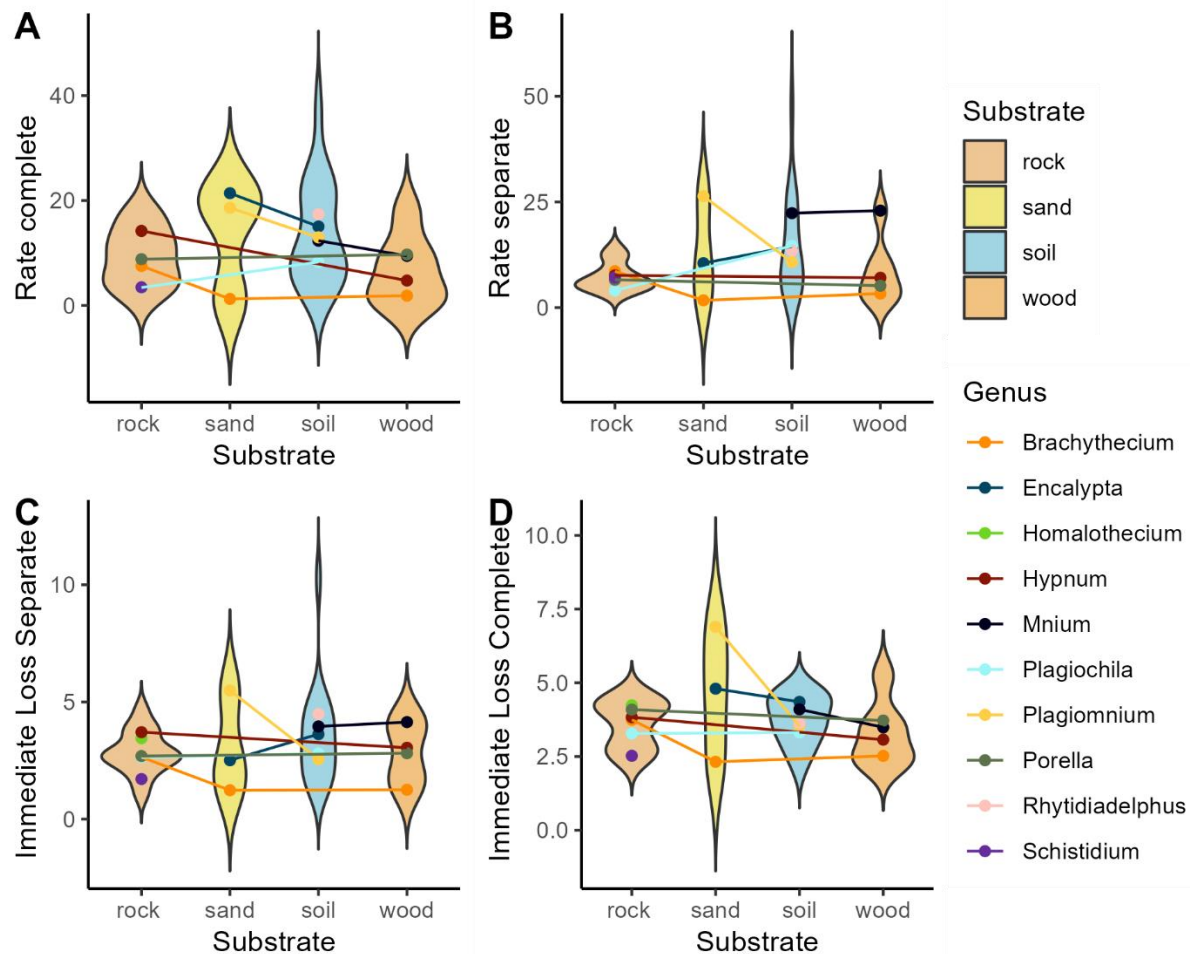 A
Rate complete
40
20
0
rock sand soil wood
Substrate
B
Rate separate
50
25
0
rock sand soil wood
Substrate
Substrate
rock
sand
soil
wood
Genus
Brachythecium
Encalypta
Homalothecium
Hypnum
Mnium
Plagiochila
Plagiomnium
Porella
Rhytidiadelphus
Schistidium
C
Immediate Loss Separate
10
5
0
rock sand soil wood
Substrate
D
Immediate Loss Complete
10.0
7.5
5.0
2.5
0.0
rock sand soil wood
Substrate